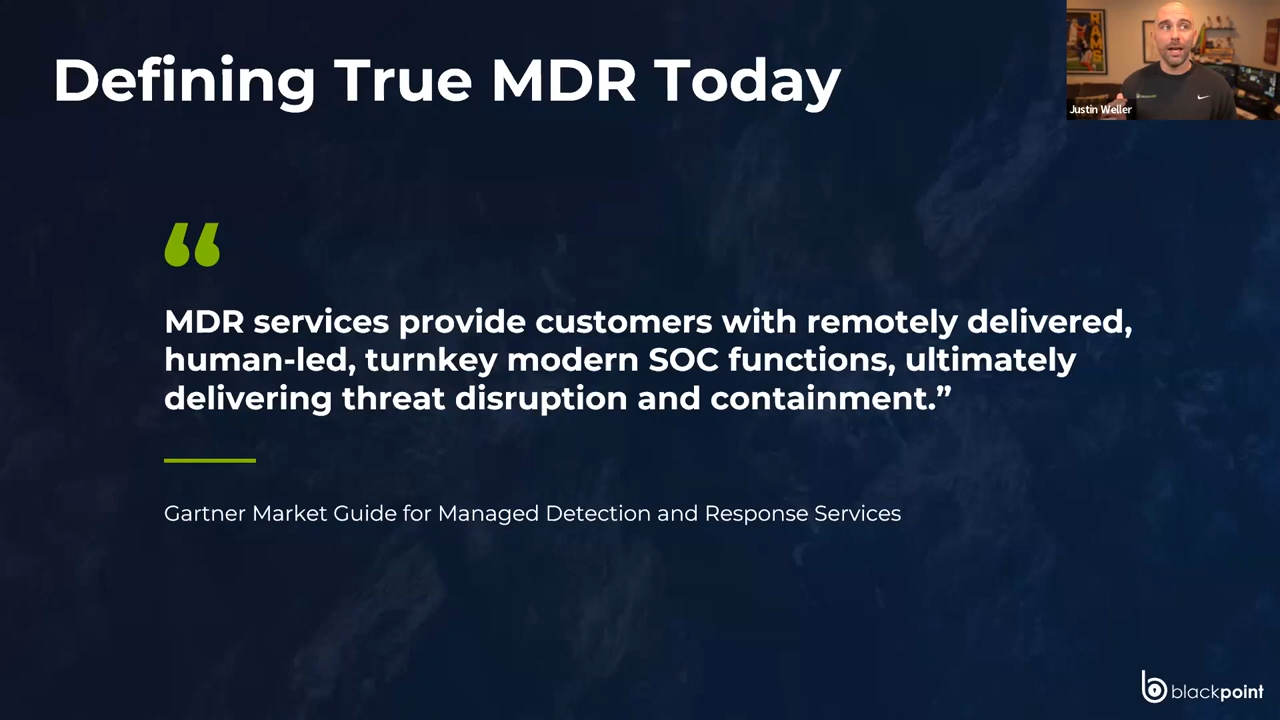 Defining True MDR Today
Justin Weller
“
MDR services provide customers with remotely delivered,
human-led, turnkey modern SOC functions, ultimately
delivering threat disruption and containment.”
Gartner Market Guide for Managed Detection and Response Services
blackpoint